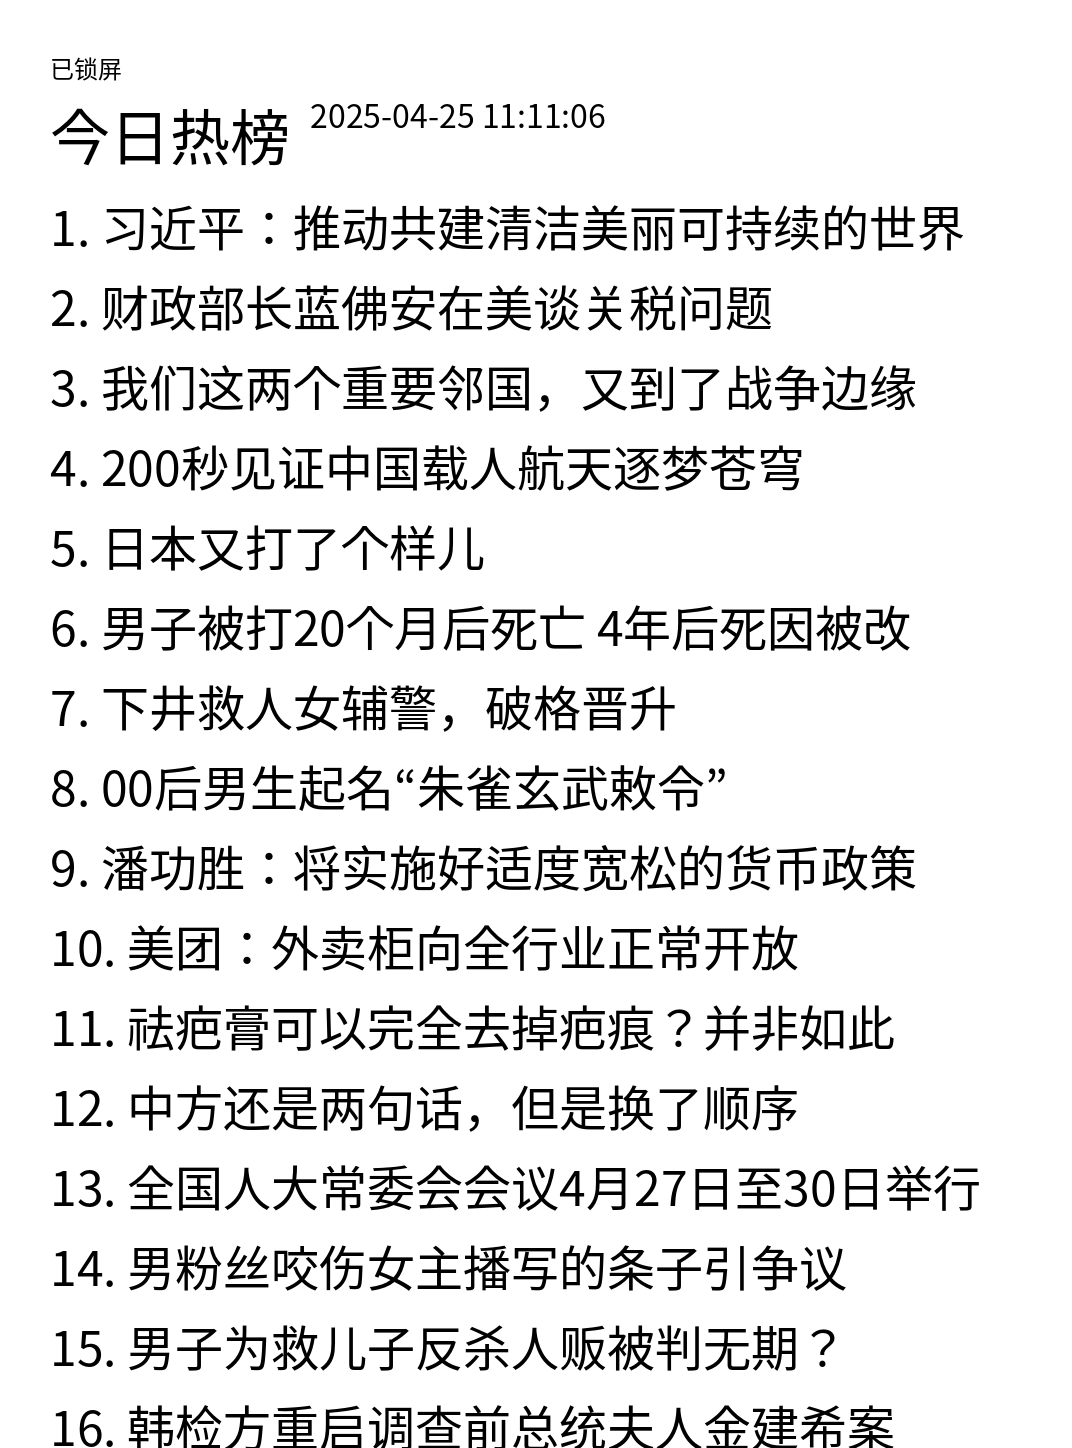 已锁屏
今日热榜 2025-04-25 11:11:06
1. 习近平：推动共建清洁美丽可持续的世界
2. 财政部长蓝佛安在美谈关税问题
3. 我们这两个重要邻国，又到了战争边缘
4. 200秒见证中国载人航天逐梦苍穹
5. 日本又打了个样儿
6. 男子被打20个月后死亡 4年后死因被改
7. 下井救人女辅警，破格晋升
8. 00后男生起名“朱雀玄武敕令”
9. 潘功胜：将实施好适度宽松的货币政策
10. 美团：外卖柜向全行业正常开放
11. 祛疤膏可以完全去掉疤痕？并非如此
12. 中方还是两句话，但是换了顺序
13. 全国人大常委会会议4月27日至30日举行
14. 男粉丝咬伤女主播写的条子引争议
15. 男子为救儿子反杀人贩被判无期？
16. 韩检方重启调查前总统夫人金建希案